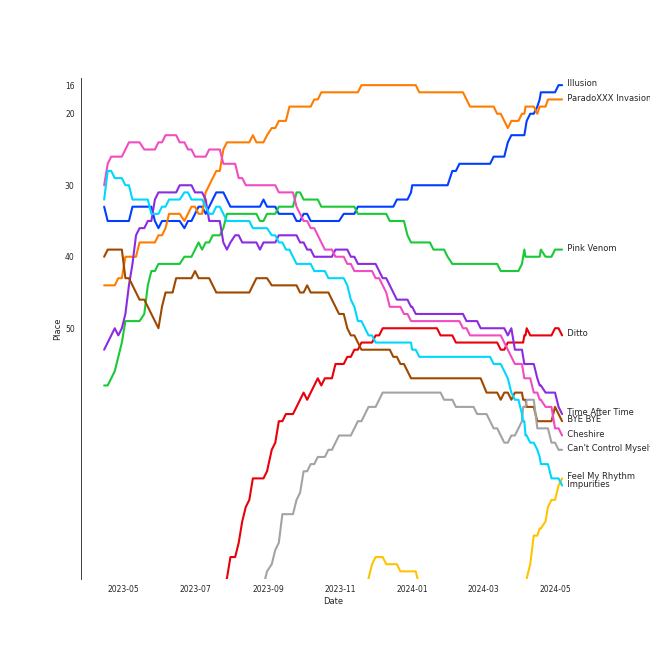 16
20
30
40
50
Place
2023-05
2023-07
2023-09
2023-11
2024-01
2024-03
2024-05
Date
Illusion
ParadoXXX Invasion
Pink Venom
Ditto
Time After Time
BYE BYE
Cheshire
Can't Control Myself
Feel My Rhythm
Impurities